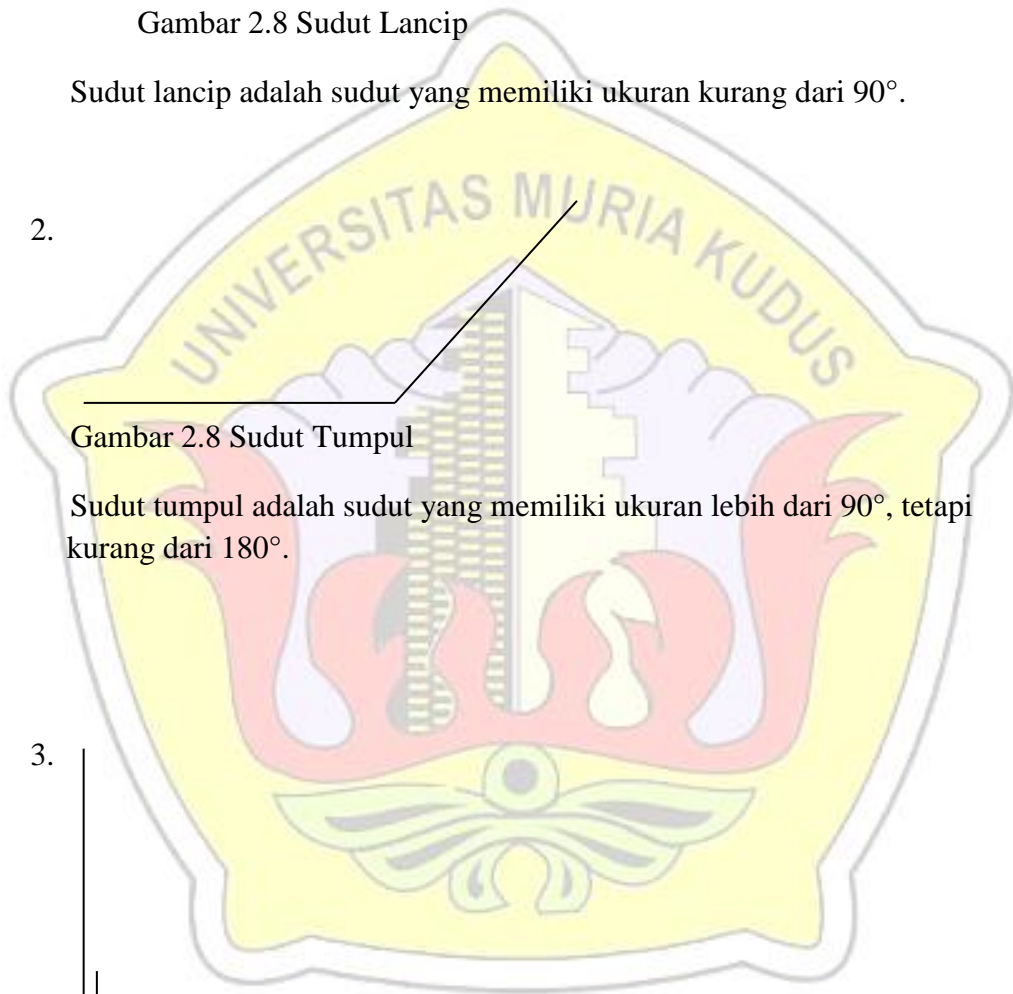 Gambar 2.8 Sudut Lancip
Sudut lancip adalah sudut yang memiliki ukuran kurang dari 90°.
UNIVERSITAS MURIA KUDUS
2.
Gambar 2.8 Sudut Tumpul
Sudut tumpul adalah sudut yang memiliki ukuran lebih dari 90°, tetapi
kurang dari 180°.
3.